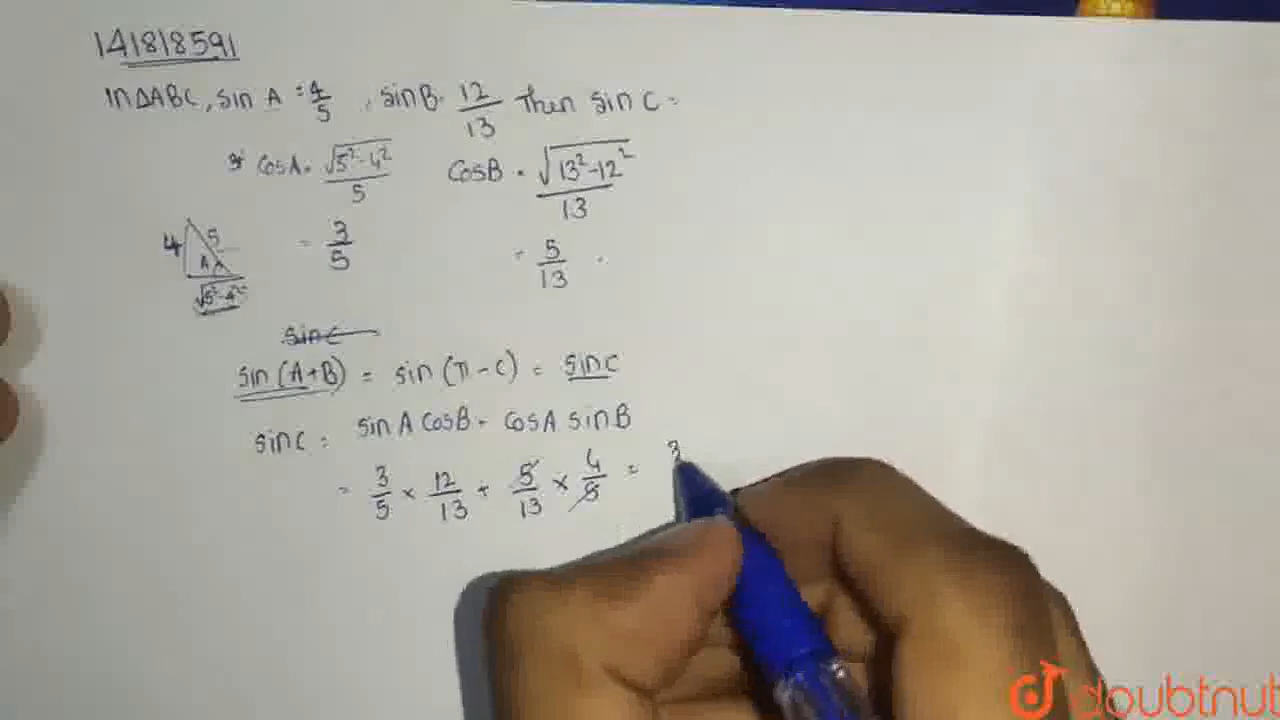 141818591
In ΔABC, sin A = 4/5, sin B = 12/13 Then sin C =
cos A = √(5²-4²)/5 cos B = √(13²-12²)/13
4 5 A = 3/5 = 5/13
√(5²-4²)
sin C
sin(A+B) = sin(π-C) = sin C
sin C = sin A cos B + cos A sin B
= 3/5 × 12/13 + 5/13 × 4/5 = 3
doubtnut